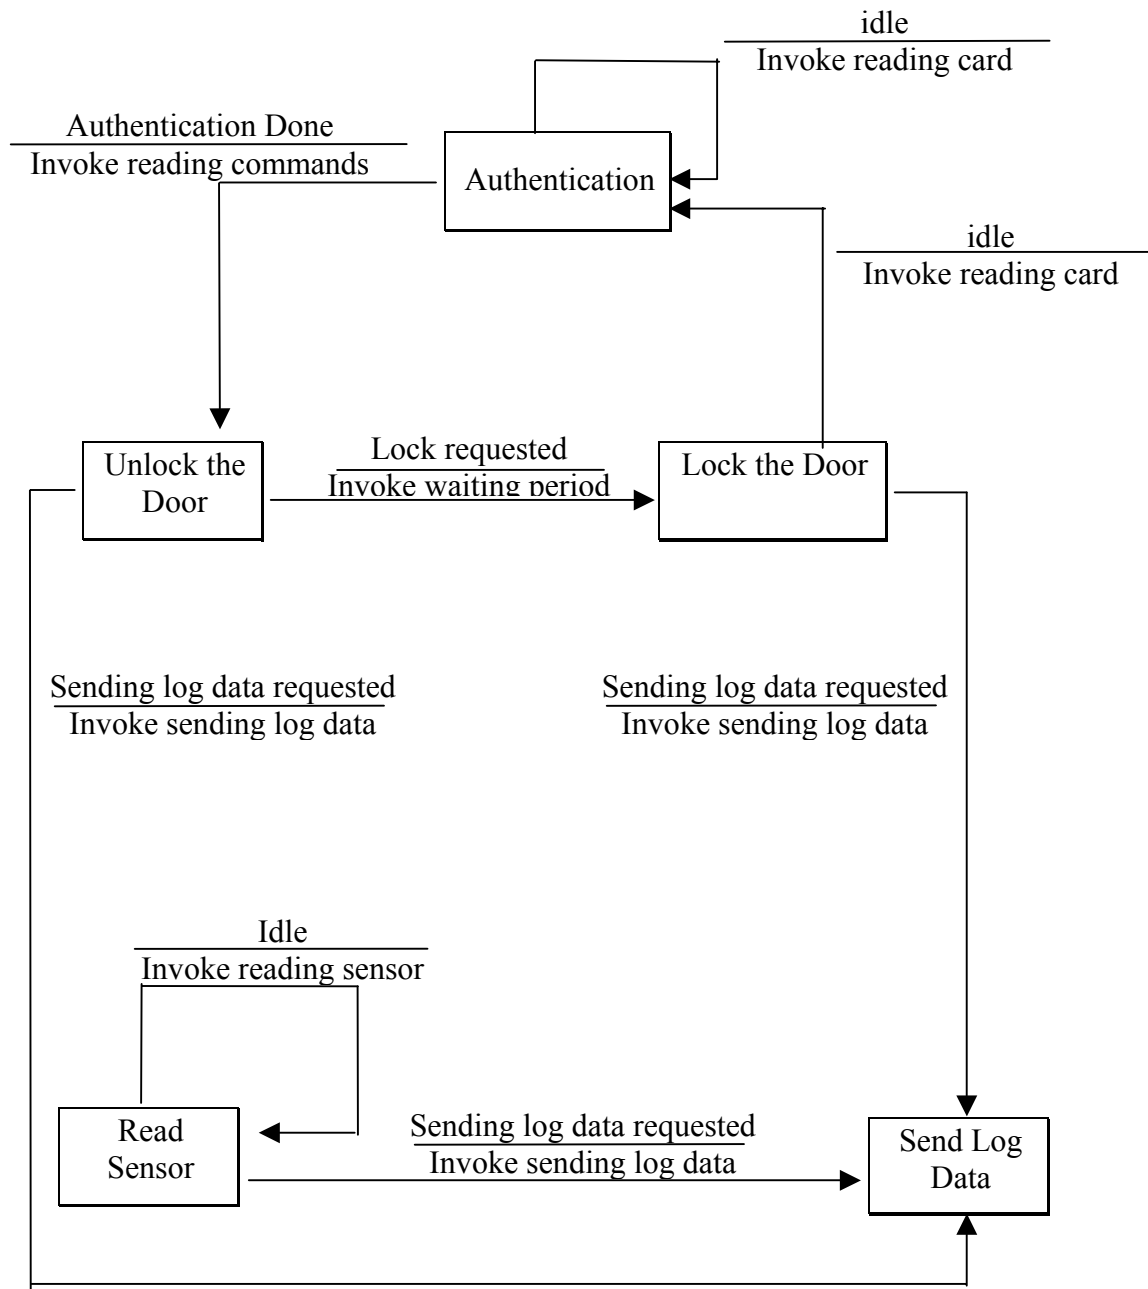 idle
Invoke reading card
Authentication Done
Invoke reading commands
Authentication
idle
Invoke reading card
Unlock the
Door
Lock requested
Invoke waiting period
Lock the Door
Sending log data requested
Invoke sending log data
Sending log data requested
Invoke sending log data
Idle
Invoke reading sensor
Read
Sensor
Sending log data requested
Invoke sending log data
Send Log
Data